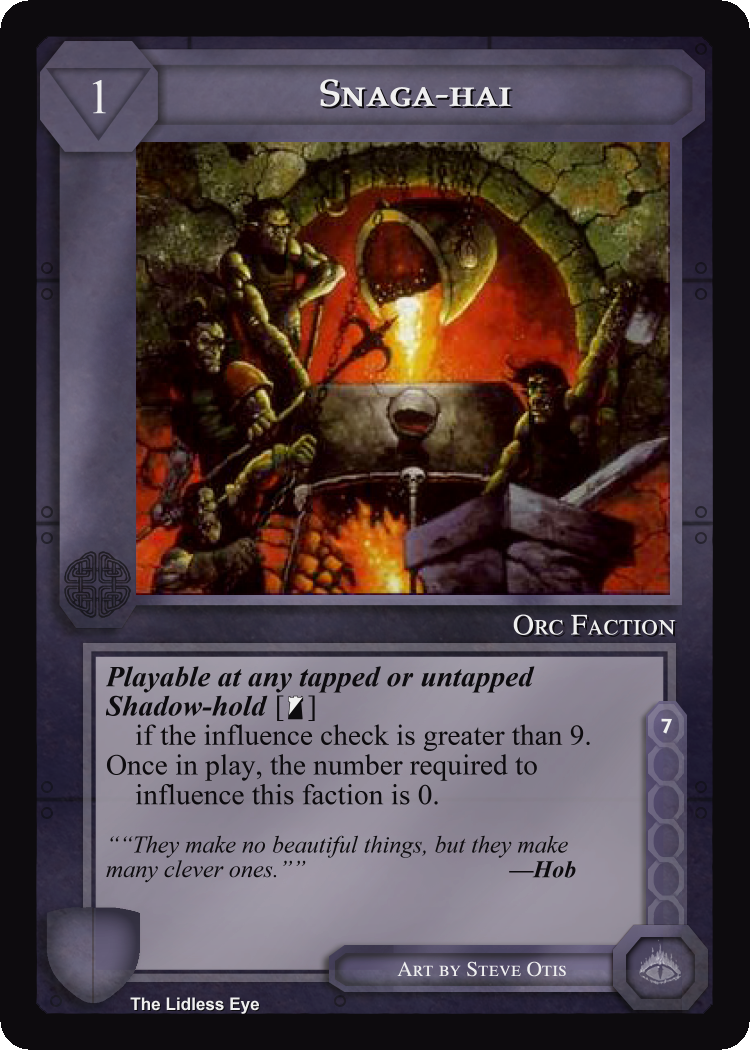 1
Snaga-hai
Orc Faction
Playable at any tapped or untapped
Shadow-hold [ ]
if the influence check is greater than 9.
Once in play, the number required to
influence this faction is 0.
7
““They make no beautiful things, but they make
many clever ones.”” —Hob
Art by Steve Otis
The Lidless Eye